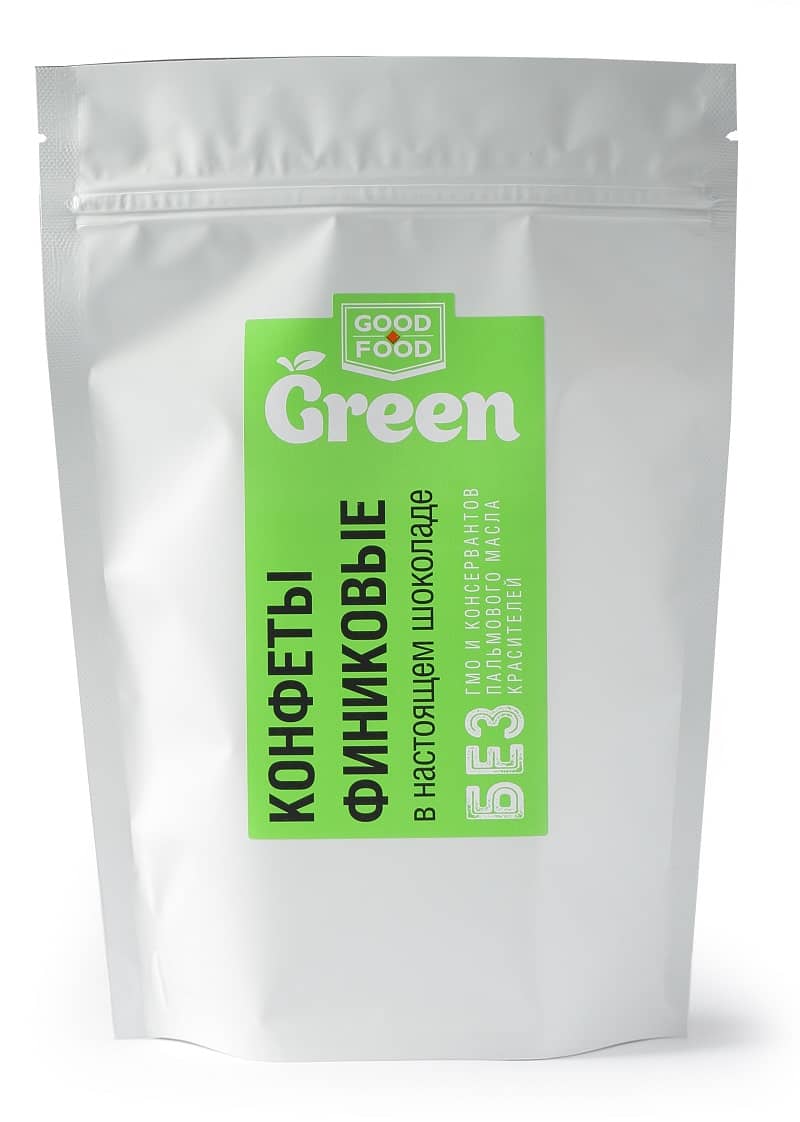 GOOD
FOOD
Green
КОНФЕТЫ
ФИНИКОВЫЕ
в настоящем шоколаде
БЕЗ
ГМО И КОНСЕРВАНТОВ
ПАЛЬМОВОГО МАСЛА
КРАСИТЕЛЕЙ